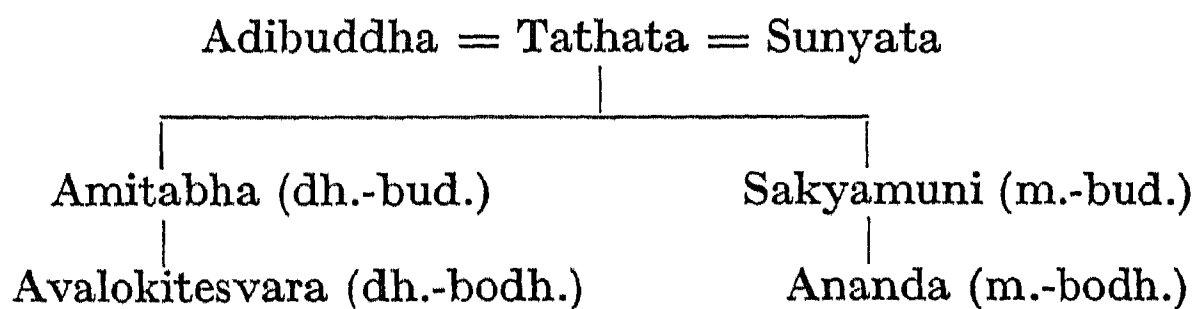 Adibuddha = Tathata = Sunyata
Amitabha (dh.-bud.) Sakyamuni (m.-bud.)
Avalokitesvara (dh.-bodh.) Ananda (m.-bodh.)